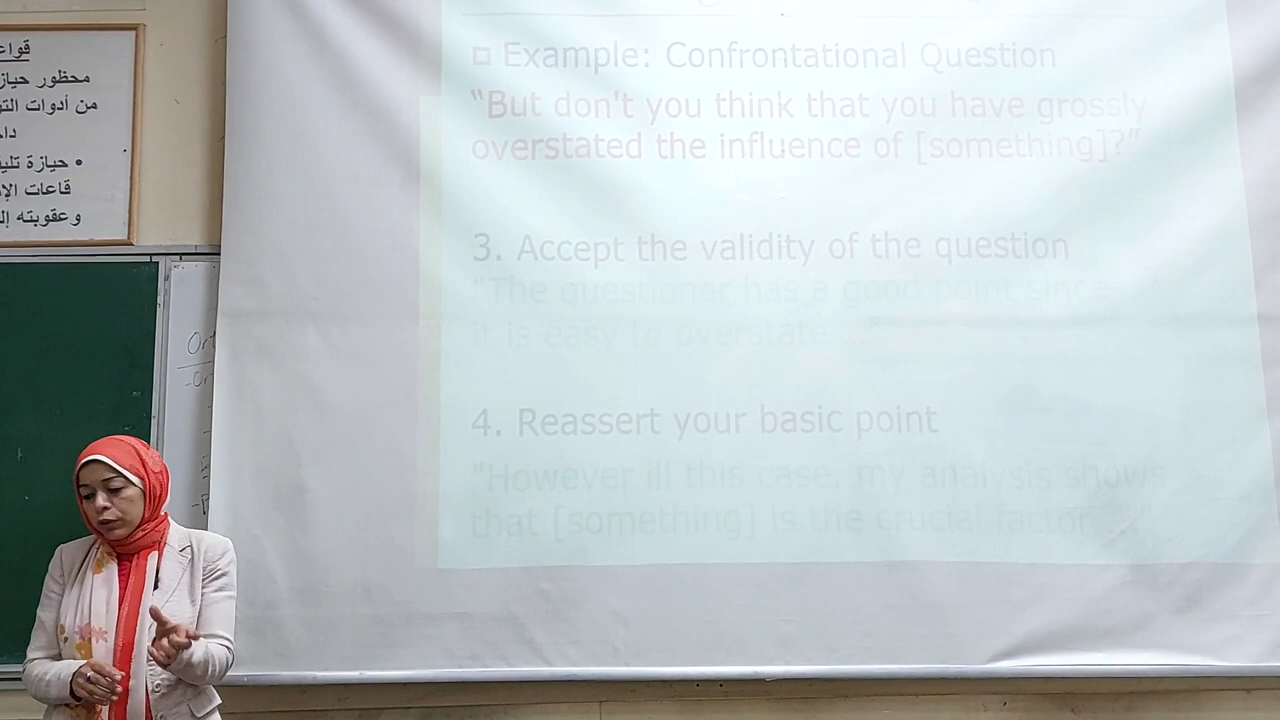 قواعد
محظور حيازة
من أدوات
• حيازة
قاعات
وعقوبته
□ Example: Confrontational Question
“But don't you think that you have grossly
overstated the influence of [something]?”
3. Accept the validity of the question
“The questioner has a good point since
it is easy to overstate ...”
4. Reassert your basic point
“However ill this case, my analysis shows
that [something] is the crucial factor ...”